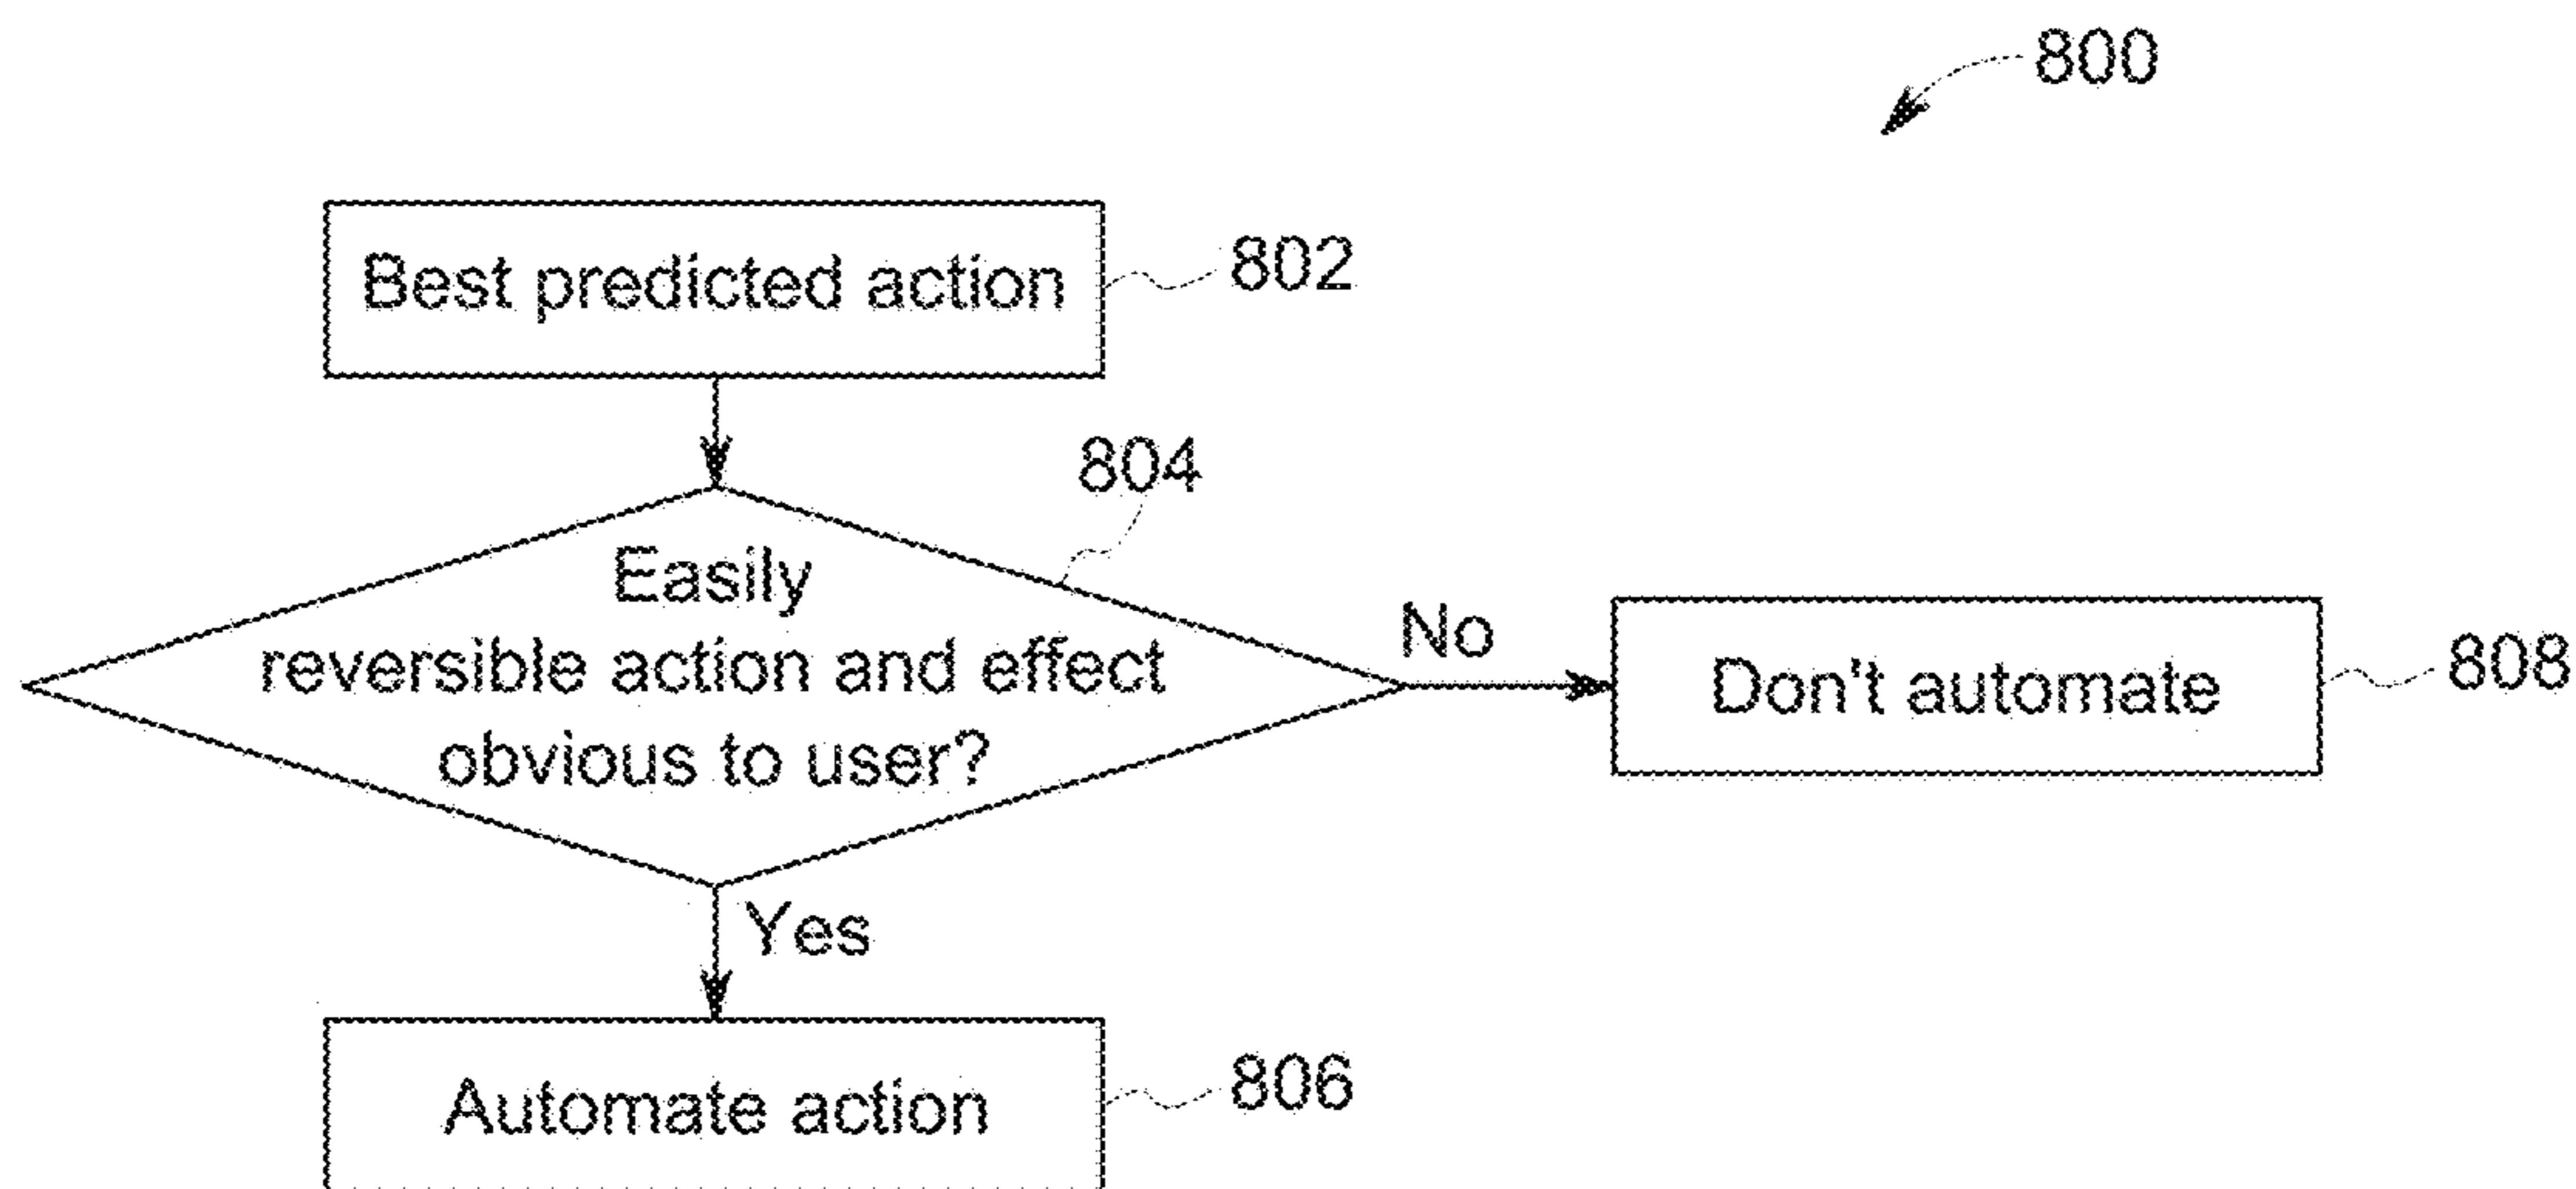 800
Best predicted action
802
804
Easily
reversible action and effect
obvious to user?
No
Don't automate
808
Yes
Automate action
806